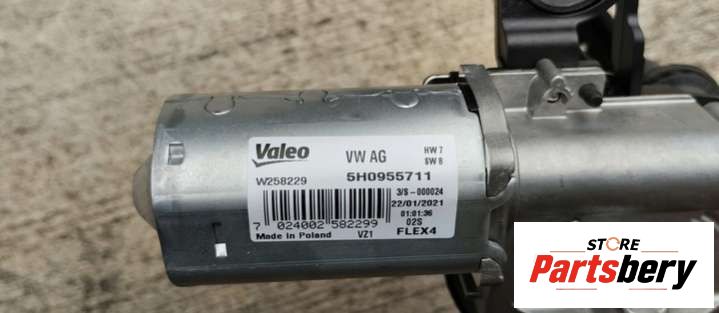 Valeo
VW AG
HW 7
SW 8
W258229
5H0955711
3/S-000024
22/01/2021
01:01:36
02S
7 024002 582299
Made in Poland
VZ1
FLEX4
STORE
Partsbery